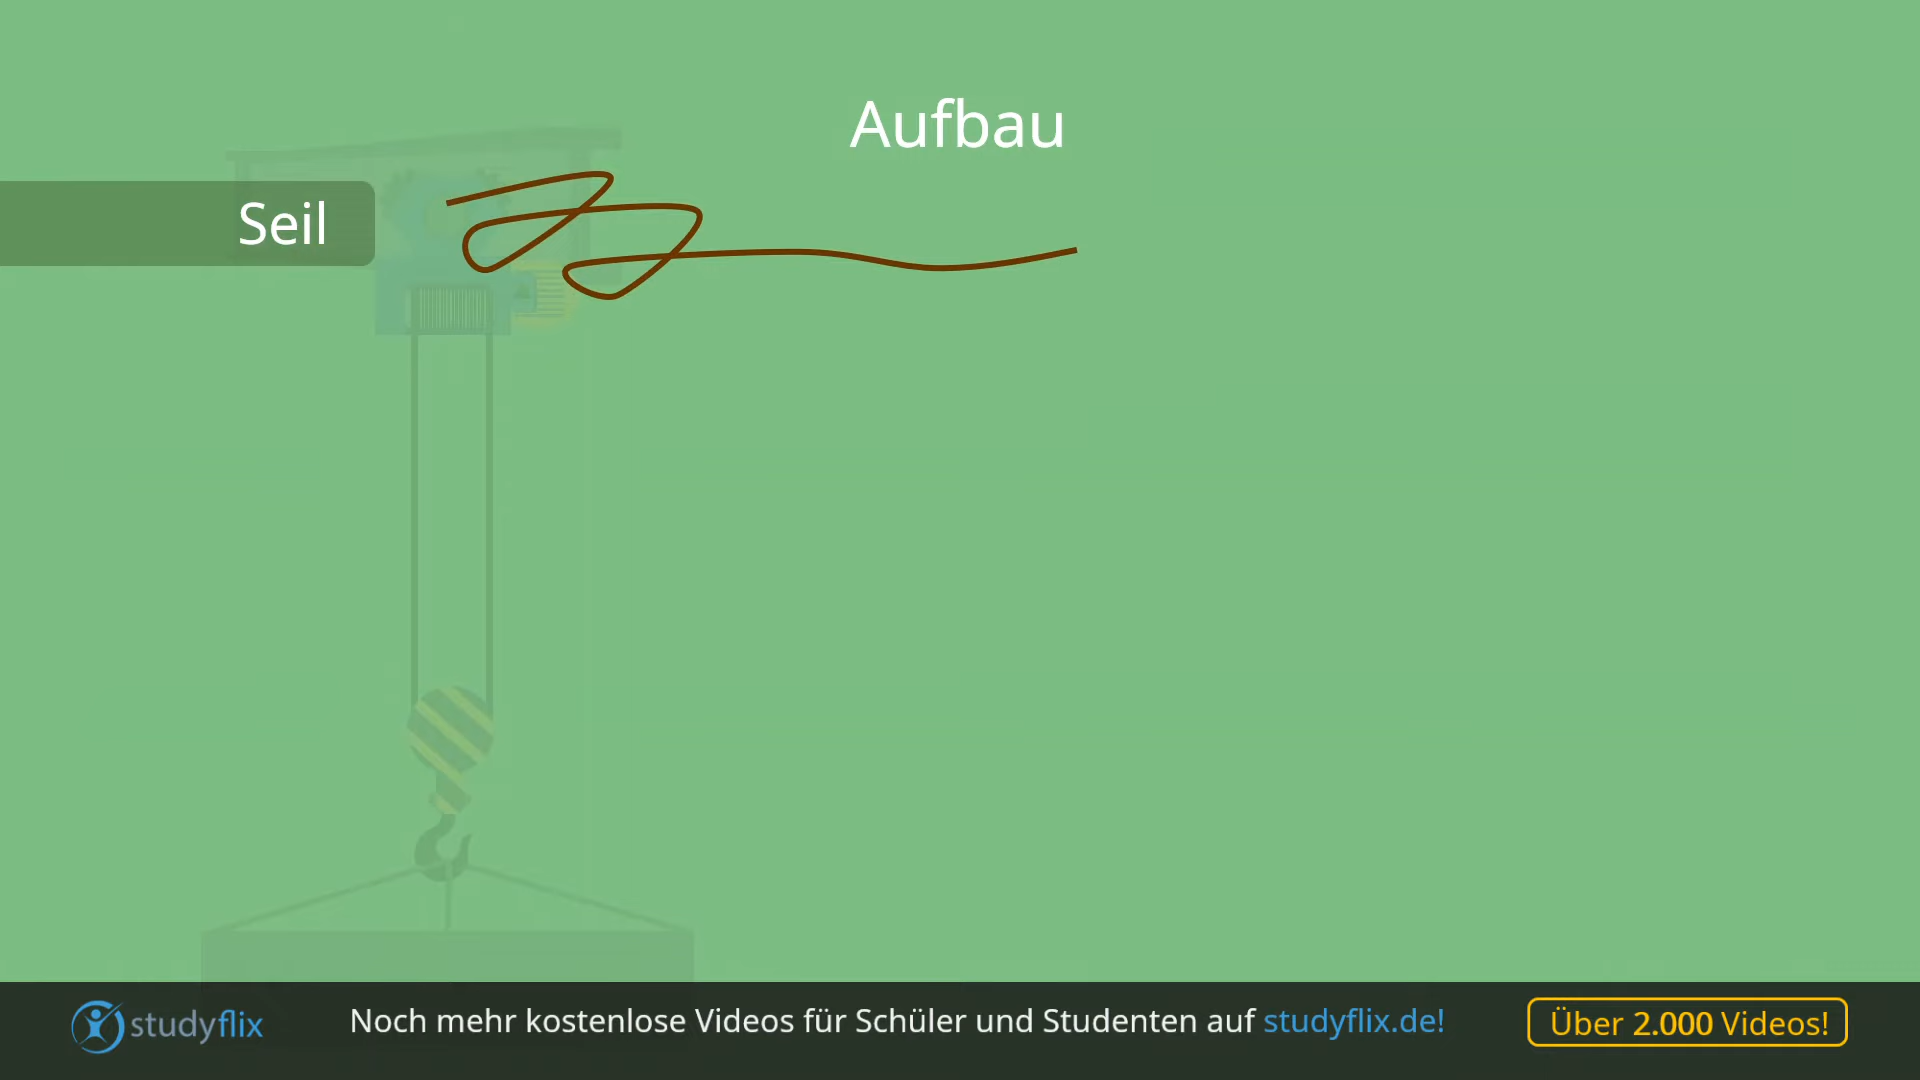 Aufbau
Seil
studyflix
Noch mehr kostenlose Videos für Schüler und Studenten auf studyflix.de!
Über 2.000 Videos!